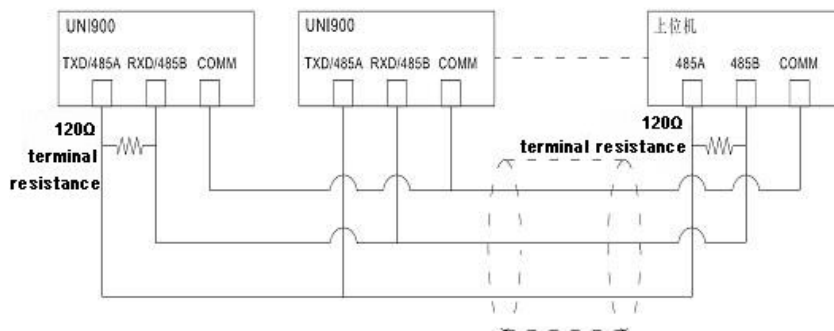 UNI900
TXD/485A RXD/485B COMM
UNI900
TXD/485A RXD/485B COMM
上位机
485A 485B COMM
120Ω
terminal
resistance
120Ω
terminal resistance